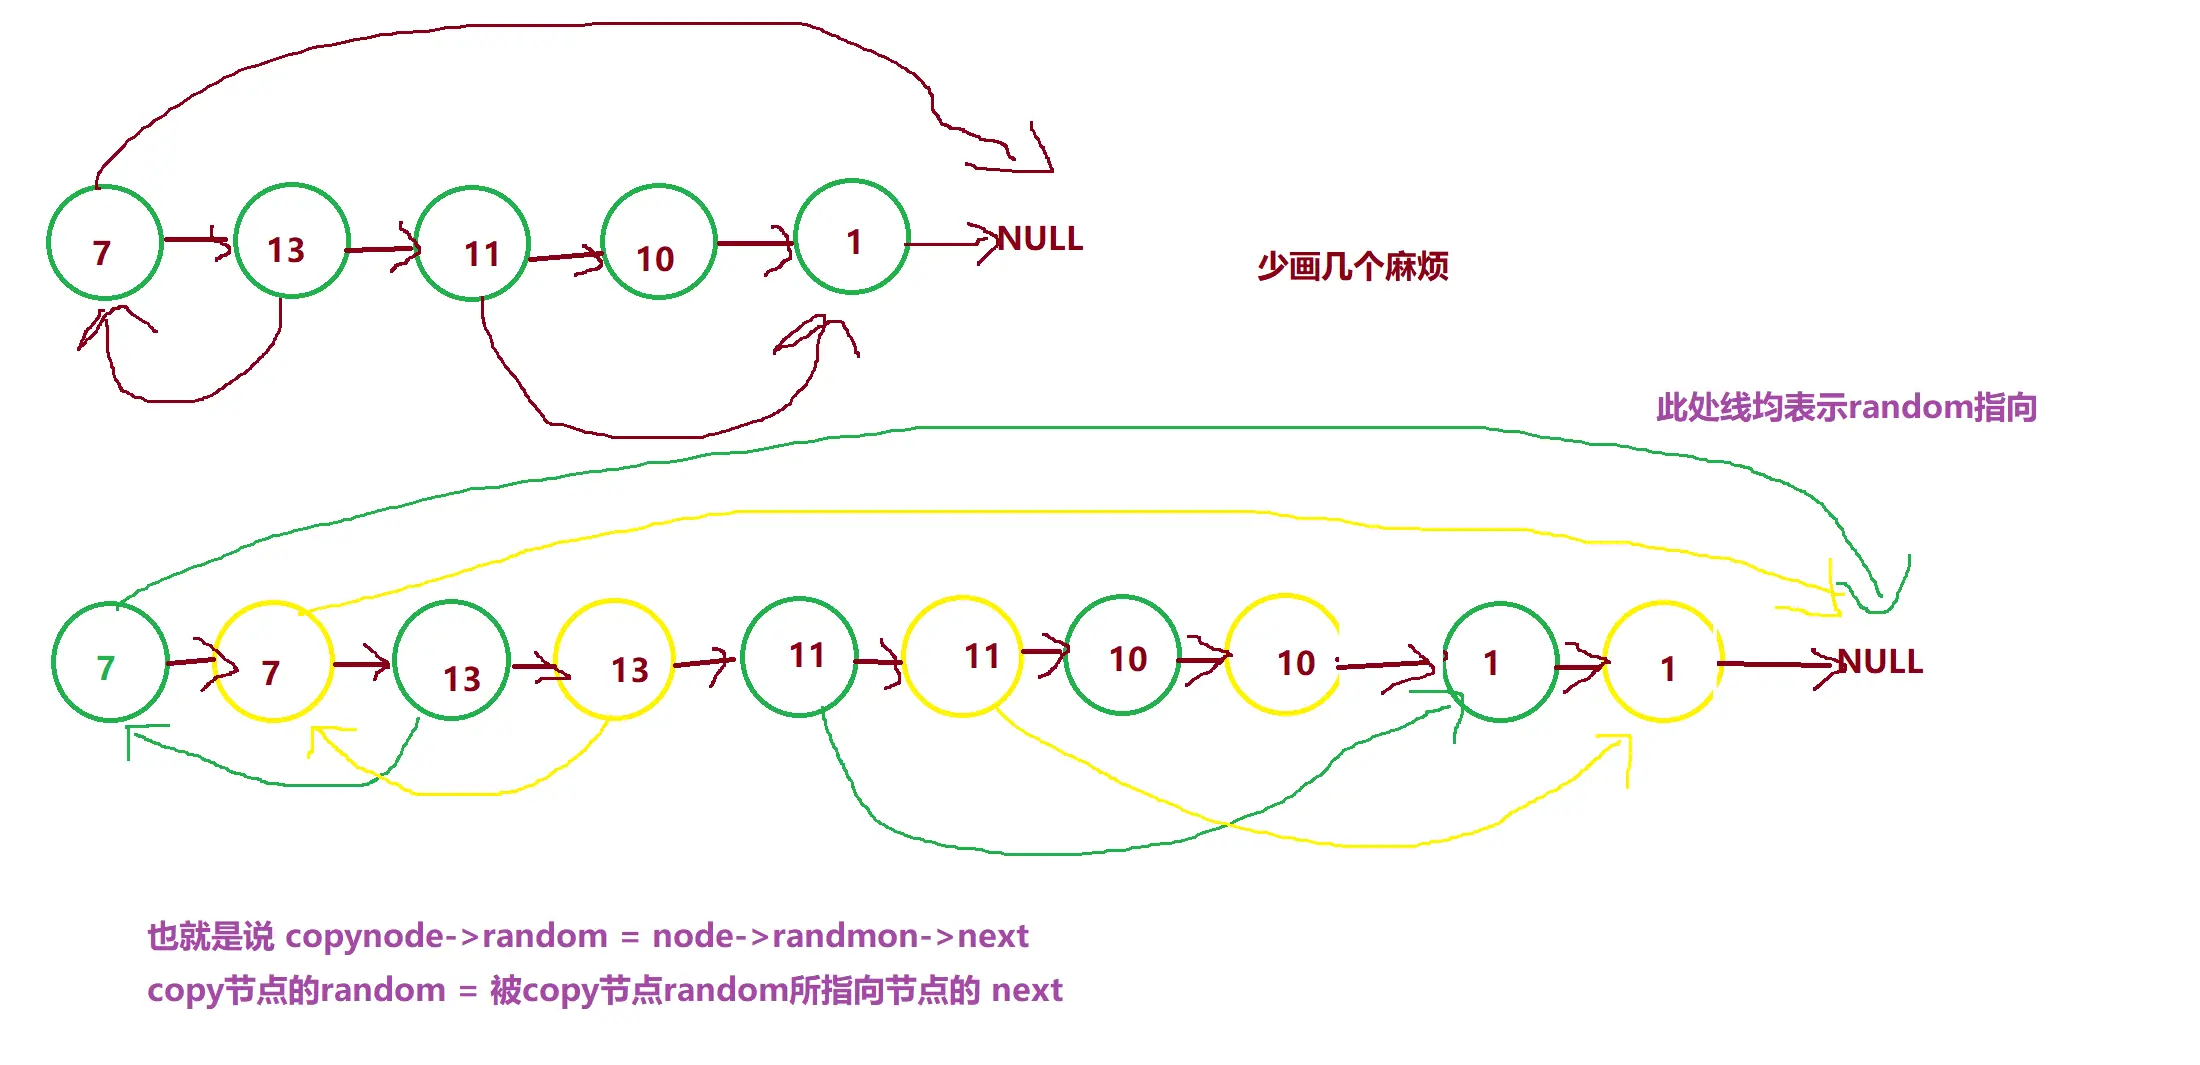 7 13 11 10 1 NULL
少画几个麻烦
此处线均表示random指向
7 7 13 13 11 11 10 10 1 1 NULL
也就是说 copynode->random = node->randmon->next
copy节点的random = 被copy节点random所指向节点的 next